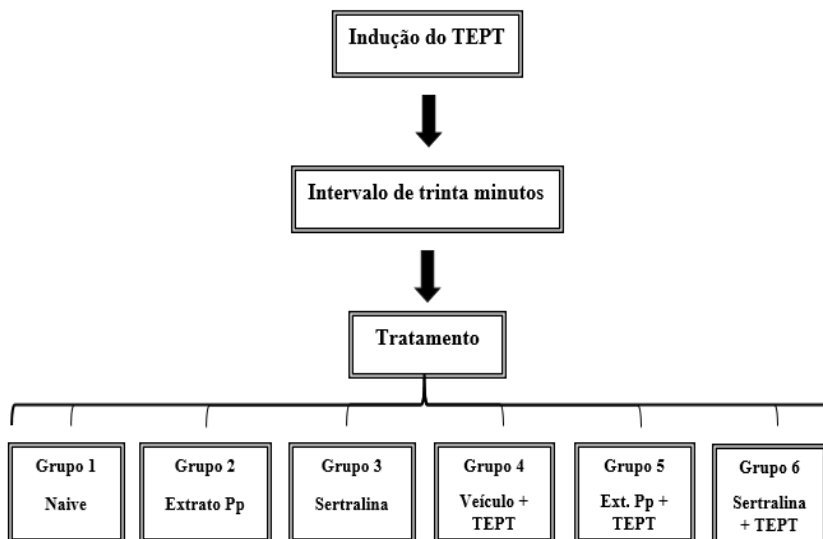 Indução do TEPT
Intervalo de trinta minutos
Tratamento
Grupo 1
Naive
Grupo 2
Extrato Pp
Grupo 3
Sertralina
Grupo 4
Veículo +
TEPT
Grupo 5
Ext. Pp +
TEPT
Grupo 6
Sertralina
+ TEPT